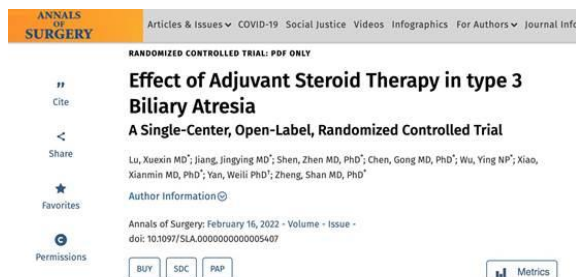 ANNALS
OF
SURGERY
Articles & Issues COVID-19 Social Justice Videos Infographics For Authors Journal Info
RANDOMIZED CONTROLLED TRIAL: PDF ONLY
Effect of Adjuvant Steroid Therapy in type 3
Biliary Atresia
A Single-Center, Open-Label, Randomized Controlled Trial
Lu, Xuexin MD*; Jiang, Jingying MD*; Shen, Zhen MD, PhD*; Chen, Gong MD, PhD*; Wu, Ying NP*; Xiao,
Xianmin MD, PhD*; Yan, Weili PhD†; Zheng, Shan MD, PhD*
Author Information
Annals of Surgery: February 16, 2022 - Volume - Issue -
doi: 10.1097/SLA.0000000000005407
BUY SDC PAP
Metrics
Cite
Share
Favorites
Permissions